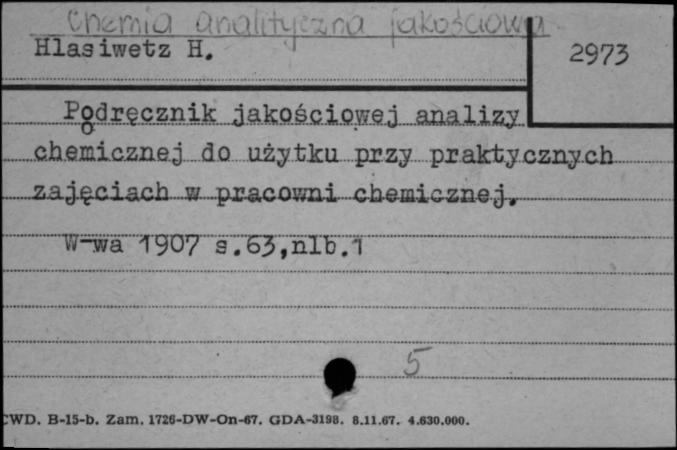 Chemia analityczna jakościowa
Hlasiwetz H.
2973
Podręcznik jakościowej analizy
chemicznej do użytku przy praktycznych
zajęciach w pracowni chemicznej.
W-wa 1907 s.63,nlb.1
5
CWD. B-15-b. Zam. 1726-DW-On-67. GDA-3198. 8.11.67. 4.630.000.